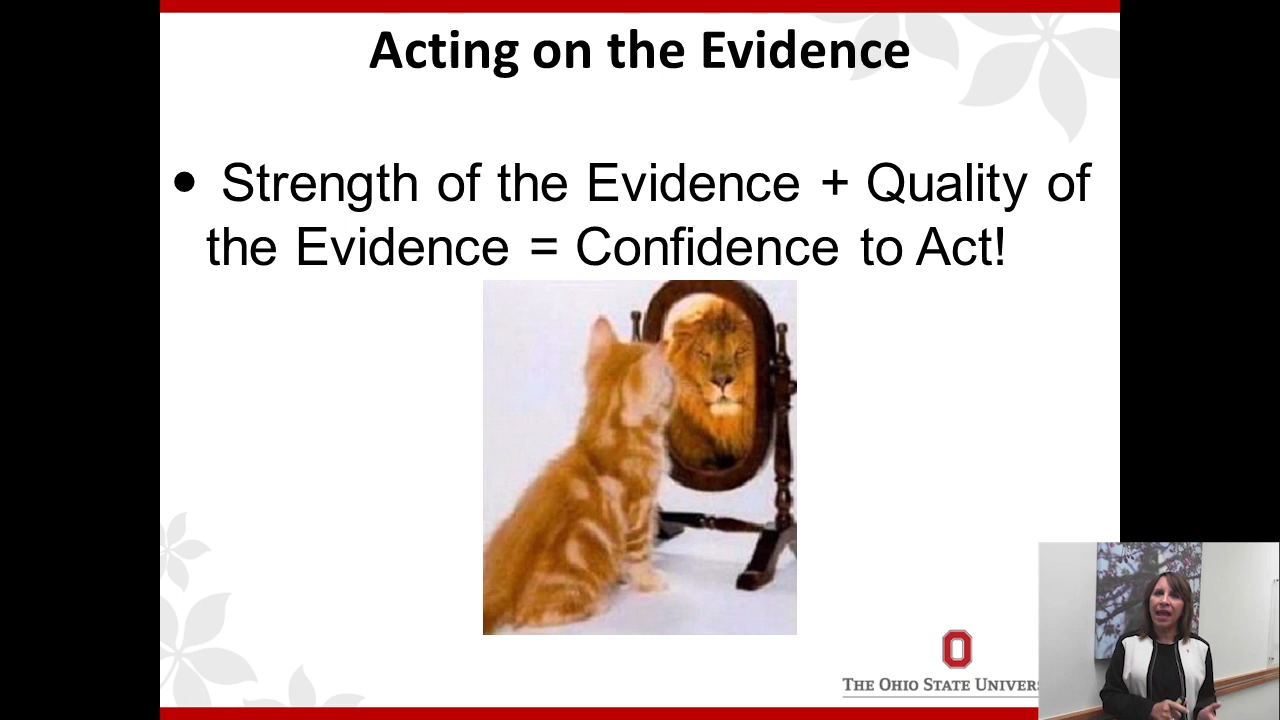 Acting on the Evidence
• Strength of the Evidence + Quality of
the Evidence = Confidence to Act!
O
THE OHIO STATE UNIVERS